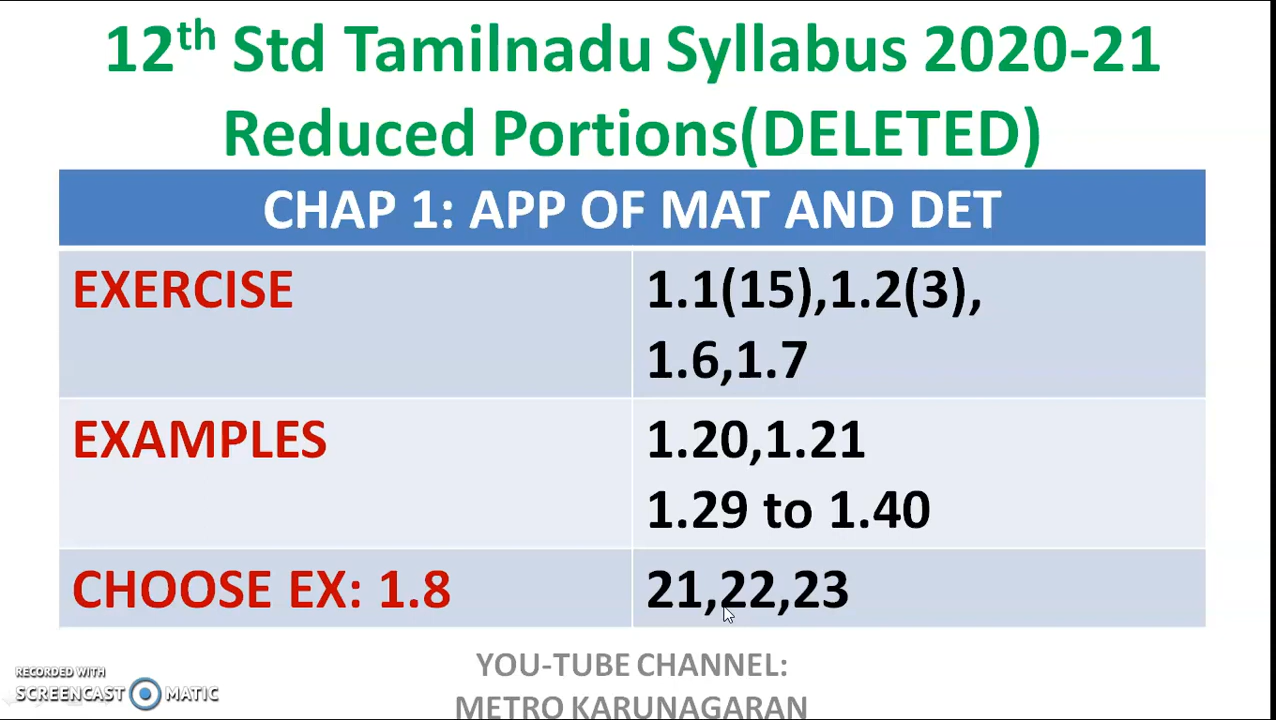 12th Std Tamilnadu Syllabus 2020-21
Reduced Portions(DELETED)
CHAP 1: APP OF MAT AND DET
EXERCISE
1.1(15),1.2(3),
1.6,1.7
EXAMPLES
1.20,1.21
1.29 to 1.40
CHOOSE EX: 1.8
21,22,23
YOU-TUBE CHANNEL:
METRO KARUNAGARAN
RECORDED WITH
SCREENCAST MATIC